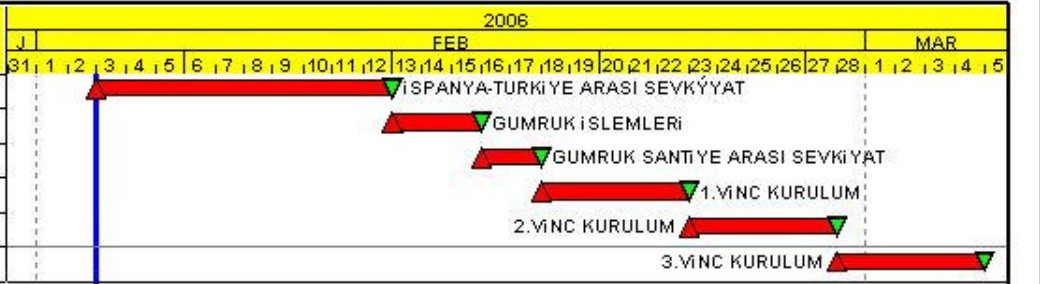 2006
J FEB MAR
31 1 2 3 4 5 6 7 8 9 10 11 12 13 14 15 16 17 18 19 20 21 22 23 24 25 26 27 28 1 2 3 4 5
iSPANYA-TURKiYE ARASI SEVKÝYAT
GUMRUK iSLEMLERi
GUMRUK SANTiYE ARASI SEVKiYAT
1.ViNC KURULUM
2.ViNC KURULUM
3.ViNC KURULUM